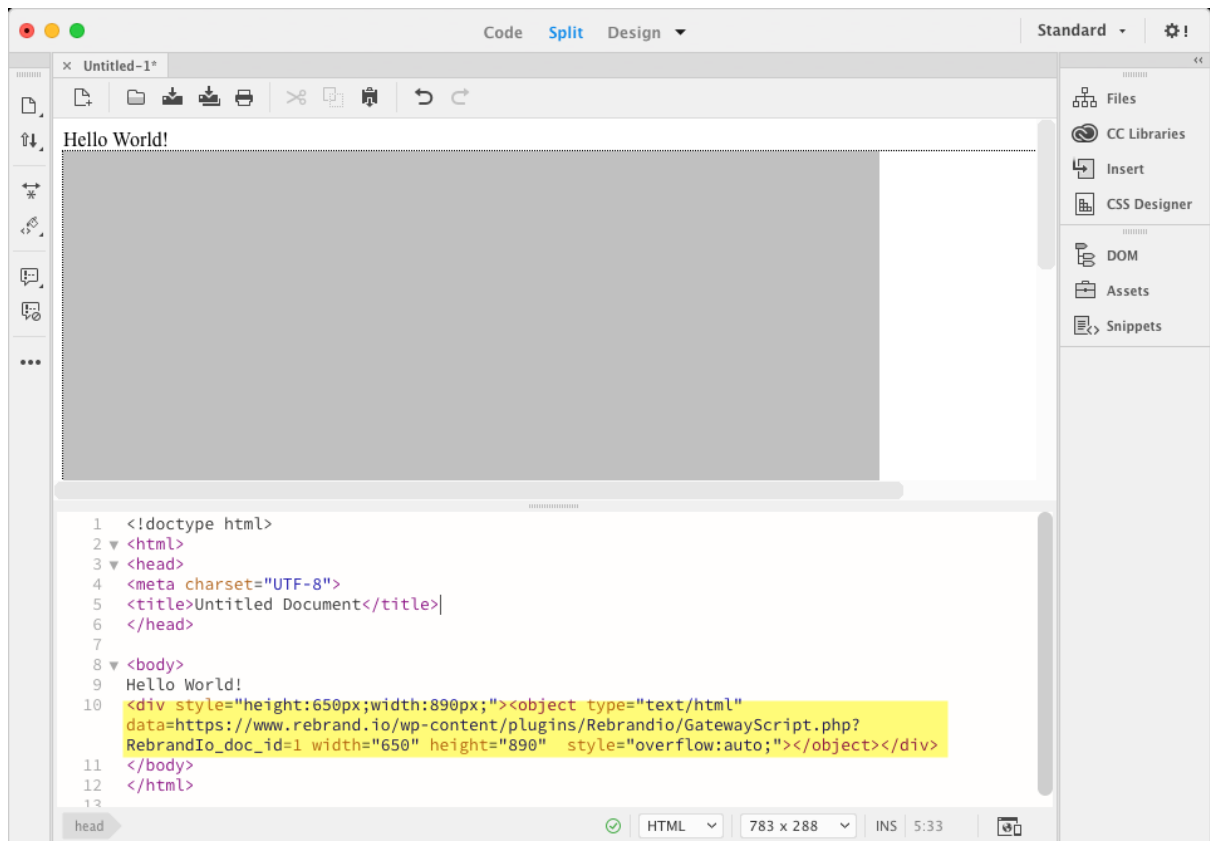 Code Split Design
Standard
!
× Untitled-1*
Files
CC Libraries
Insert
CSS Designer
DOM
Assets
Snippets
Hello World!
1 <!doctype html>
2 <html>
3 <head>
4 <meta charset="UTF-8">
5 <title>Untitled Document</title>
6 </head>
7
8 <body>
9 Hello World!
10 <div style="height:650px;width:890px;"><object type="text/html"
data=https://www.rebrand.io/wp-content/plugins/Rebrandio/GatewayScript.php?
RebrandIo_doc_id=1 width="650" height="890"  style="overflow:auto;"></object></div>
11 </body>
12 </html>
13
head
HTML 783 x 288 INS 5:33